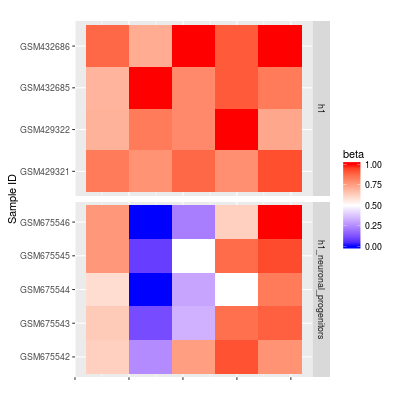 GSM432686
GSM432685
GSM429322
GSM429321
h1
GSM675546
GSM675545
GSM675544
GSM675543
GSM675542
h1_neuronal_progenitors
Sample ID
beta
1.00
0.75
0.50
0.25
0.00